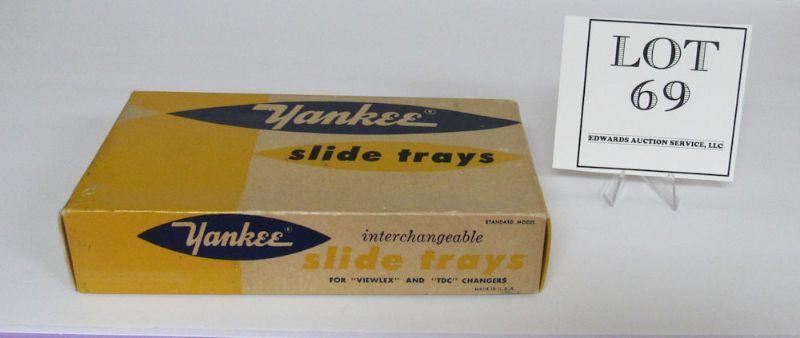 Yankee®
slide trays
Yankee®
interchangeable
STANDARD MODEL
slide trays
FOR "VIEWLEX" AND "TDC" CHANGERS
MADE IN U.S.A.
LOT
69
EDWARDS AUCTION SERVICE, LLC